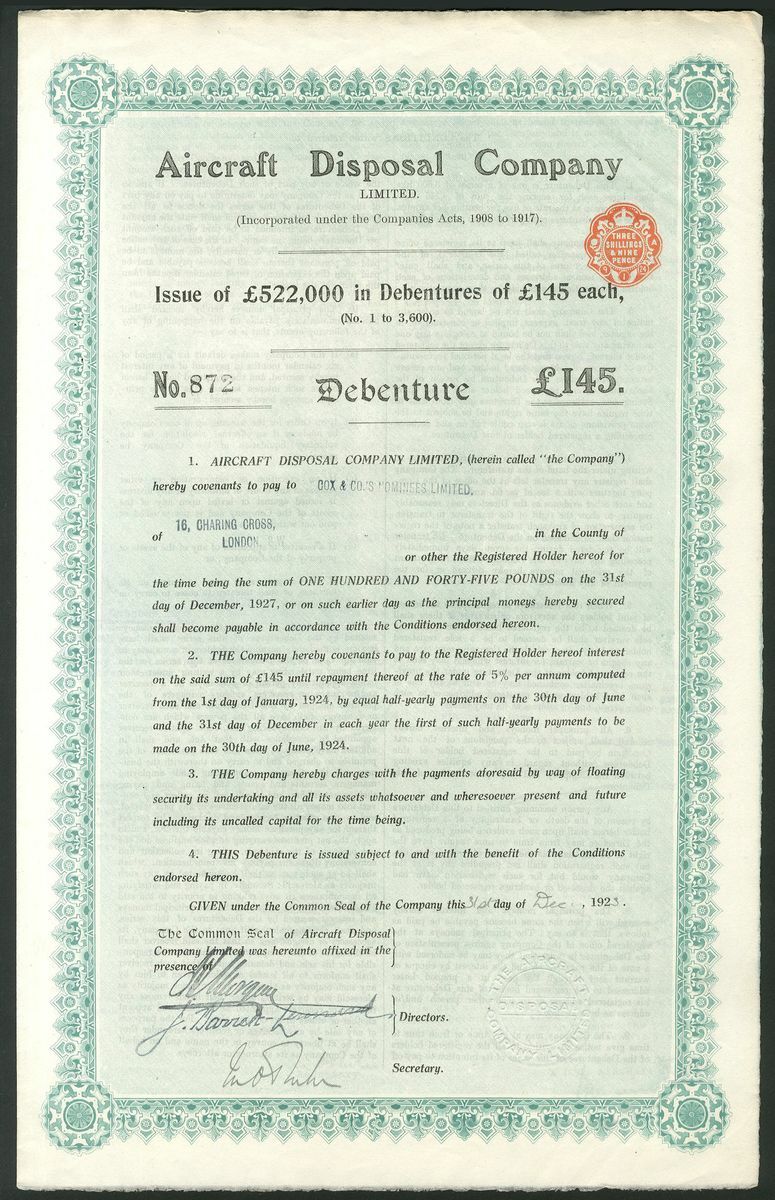 Aircraft Disposal Company
LIMITED.
(Incorporated under the Companies Acts, 1908 to 1917).
THREE
SHILLINGS
& NINE
PENCE
Issue of £522,000 in Debentures of £145 each,
(No. 1 to 3,600).
No. 872 Debenture £145.
1. AIRCRAFT DISPOSAL COMPANY LIMITED, (herein called "the Company")
hereby covenants to pay to COX & CO.'S NOMINEES LIMITED,
of 16, CHARING CROSS,
LONDON, S.W. in the County of
or other the Registered Holder hereof for
the time being the sum of ONE HUNDRED AND FORTY-FIVE POUNDS on the 31st
day of December, 1927, or on such earlier day as the principal moneys hereby secured
shall become payable in accordance with the Conditions endorsed hereon.
2. THE Company hereby covenants to pay to the Registered Holder hereof interest
on the said sum of £145 until repayment thereof at the rate of 5% per annum computed
from the 1st day of January, 1924, by equal half-yearly payments on the 30th day of June
and the 31st day of December in each year the first of such half-yearly payments to be
made on the 30th day of June, 1924.
3. THE Company hereby charges with the payments aforesaid by way of floating
security its undertaking and all its assets whatsoever and wheresoever present and future
including its uncalled capital for the time being.
4. THIS Debenture is issued subject to and with the benefit of the Conditions
endorsed hereon.
GIVEN under the Common Seal of the Company this 31st day of Dec. , 1923.
The Common Seal of Aircraft Disposal
Company Limited was hereunto affixed in the
presence of
J. Barrett-
Directors.
Secretary.
THE AIRCRAFT
DISPOSAL
COMPANY LIMITED